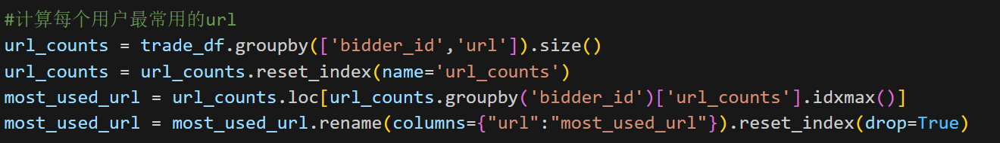 #计算每个用户最常用的url
url_counts = trade_df.groupby(['bidder_id','url']).size()
url_counts = url_counts.reset_index(name='url_counts')
most_used_url = url_counts.loc[url_counts.groupby('bidder_id')['url_counts'].idxmax()]
most_used_url = most_used_url.rename(columns={"url":"most_used_url"}).reset_index(drop=True)